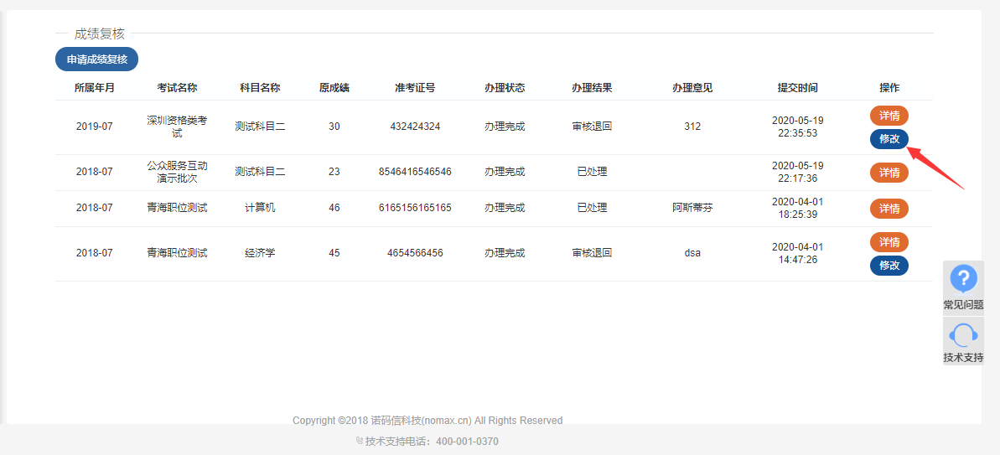 成绩复核
申请成绩复核
所属年月 考试名称 科目名称 原成绩 准考证号 办理状态 办理结果 办理意见 提交时间 操作
2019-07 深圳资格类考试 测试科目二 30 432424324 办理完成 审核退回 312 2020-05-19 22:35:53 详情
修改
2018-07 公众服务互动演示批次 测试科目二 23 8546416546546 办理完成 已处理 2020-05-19 22:17:36 详情
2018-07 青海职位测试 计算机 46 6165156165165 办理完成 已处理 阿斯蒂芬 2020-04-01 18:25:39 详情
2018-07 青海职位测试 经济学 45 4654566456 办理完成 审核退回 dsa 2020-04-01 14:47:26 详情
修改
?
常见问题
技术支持
Copyright ©2018 诺码信科技(nomax.cn) All Rights Reserved
技术支持电话：400-001-0370